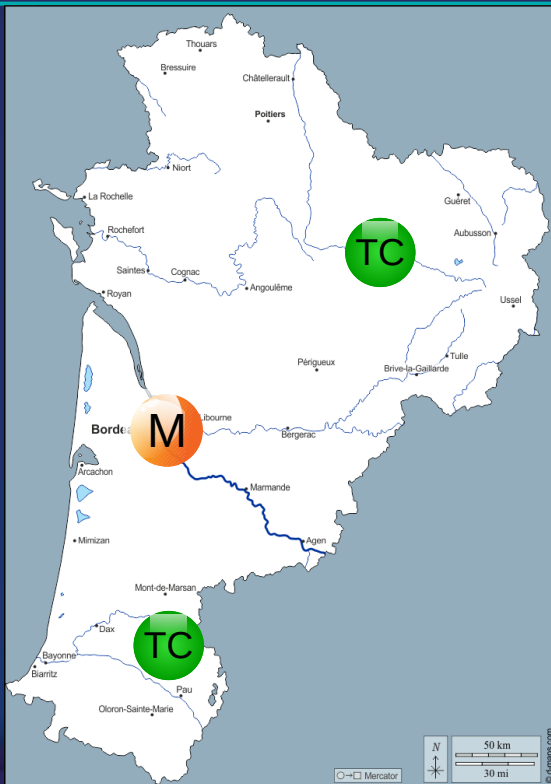 Thouars
Bressuire
Châtellerault
Poitiers
Niort
La Rochelle
Guéret
Rochefort
Aubusson
TC
Saintes
Cognac
Angoulême
Royan
Ussel
Tulle
Périgueux
Brive-la-Gaillarde
Libourne
Borde
M
Bergerac
Arcachon
Marmande
Mimizan
Agen
Mont-de-Marsan
Dax
TC
Bayonne
Biarritz
Pau
Oloron-Sainte-Marie
N
50 km
30 mi
Mercator